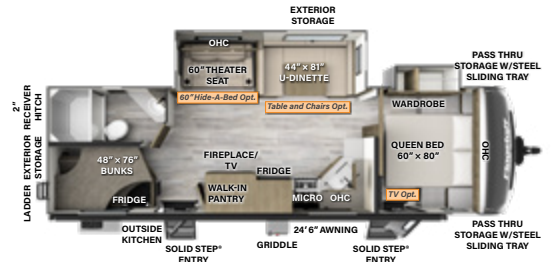 EXTERIOR
STORAGE
OHC
60" THEATER
SEAT
44" × 81"
U-DINETTE
60" Hide-A-Bed Opt.
Table and Chairs Opt.
PASS THRU
STORAGE W/STEEL
SLIDING TRAY
WARDROBE
QUEEN BED
60" × 80"
OHC
TV Opt.
2"
HITCH
RECEIVER
EXTERIOR
STORAGE
LADDER
48" × 76"
BUNKS
FRIDGE
FIREPLACE/
TV
FRIDGE
WALK-IN
PANTRY
MICRO
OHC
OUTSIDE
KITCHEN
SOLID STEP®
ENTRY
GRIDDLE
24' 6" AWNING
SOLID STEP®
ENTRY
PASS THRU
STORAGE W/STEEL
SLIDING TRAY